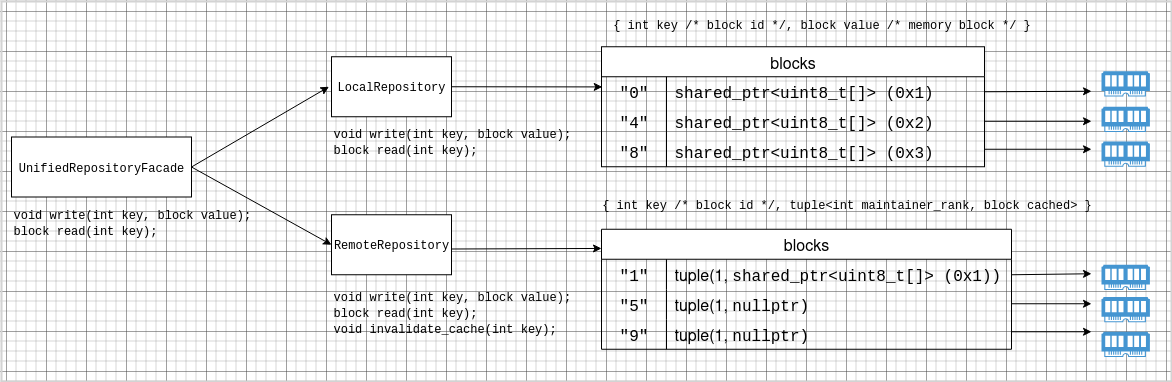 { int key /* block id */, block value /* memory block */ }
blocks
"0" shared_ptr<uint8_t[]> (0x1)
"4" shared_ptr<uint8_t[]> (0x2)
"8" shared_ptr<uint8_t[]> (0x3)
LocalRepository
void write(int key, block value);
block read(int key);
UnifiedRepositoryFacade
void write(int key, block value);
block read(int key);
RemoteRepository
void write(int key, block value);
block read(int key);
void invalidate_cache(int key);
{ int key /* block id */, tuple<int maintainer_rank, block cached> }
blocks
"1" tuple(1, shared_ptr<uint8_t[]> (0x1))
"5" tuple(1, nullptr)
"9" tuple(1, nullptr)